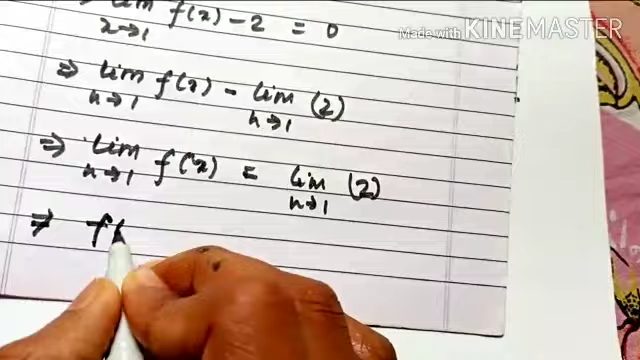 lim f(x) - 2 = 0
x→1
Made with KINEMASTER
⇒ lim f(x) - lim (2)
x→1 x→1
⇒ lim f(x) = lim (2)
x→1 x→1
⇒ f(